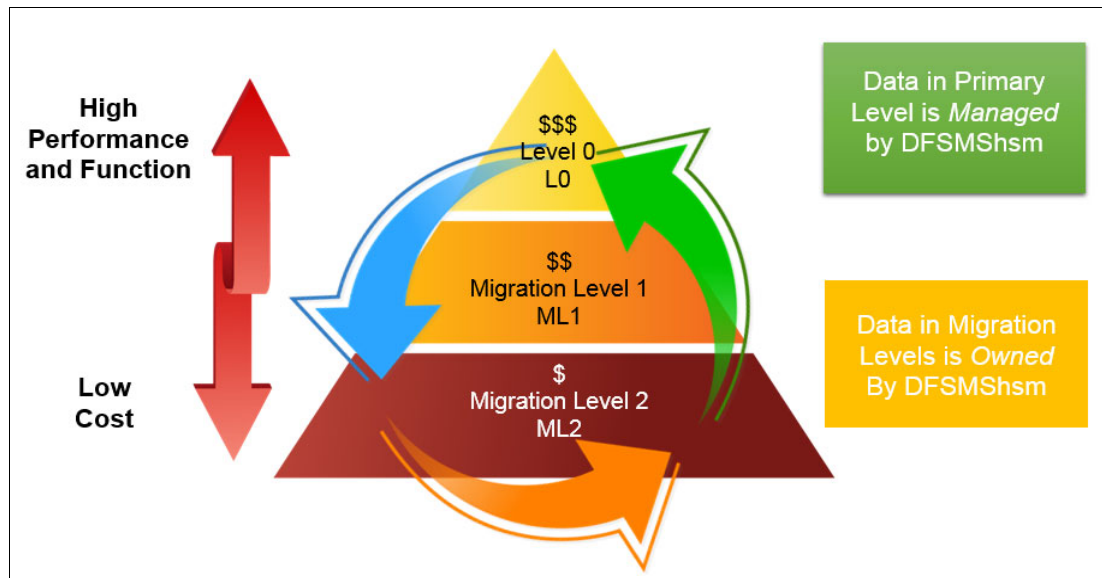 High
Performance
and Function
Low
Cost
$$$
Level 0
L0
$$
Migration Level 1
ML1
$
Migration Level 2
ML2
Data in Primary
Level is Managed
by DFSMShsm
Data in Migration
Levels is Owned
By DFSMShsm